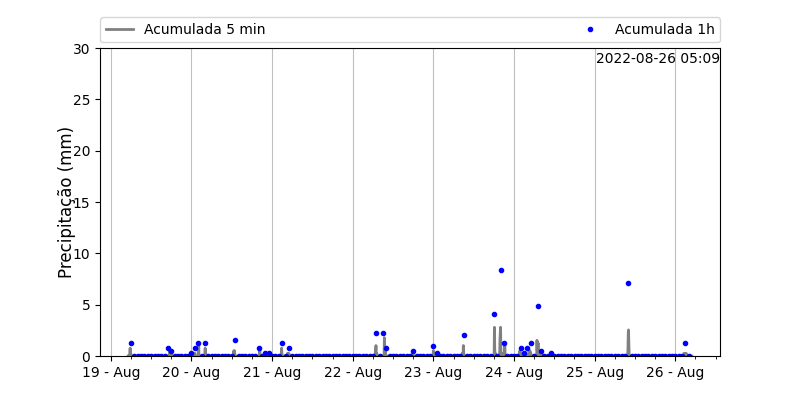 Acumulada 5 min
Acumulada 1h
2022-08-26 05:09
Precipitação (mm)
30
25
20
15
10
5
0
19 - Aug
20 - Aug
21 - Aug
22 - Aug
23 - Aug
24 - Aug
25 - Aug
26 - Aug